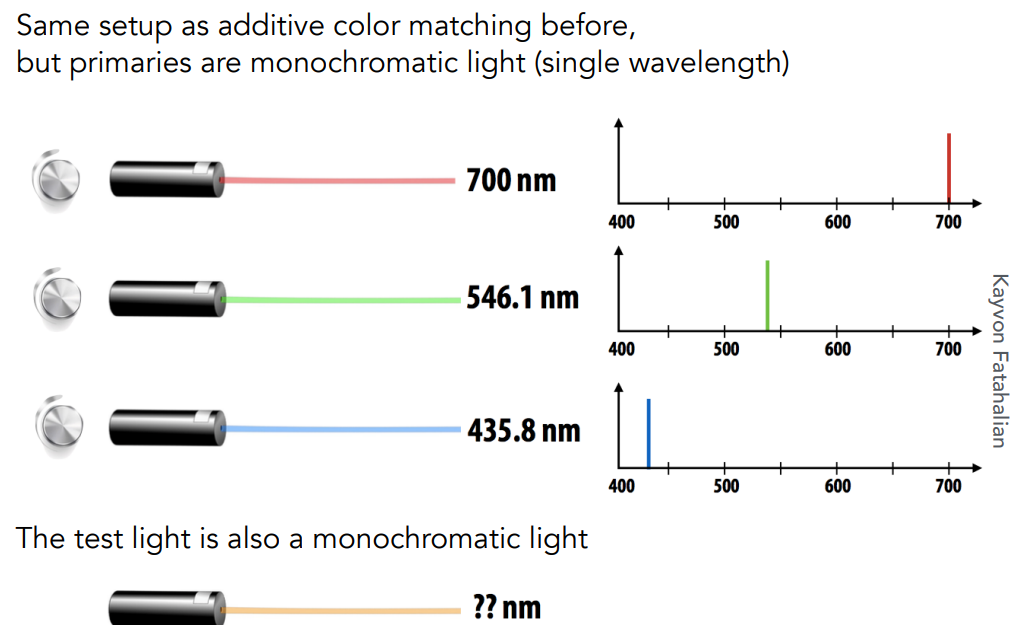 Same setup as additive color matching before,
but primaries are monochromatic light (single wavelength)
700 nm
400 500 600 700
546.1 nm
400 500 600 700
435.8 nm
400 500 600 700
Kayvon Fatahalian
The test light is also a monochromatic light
?? nm